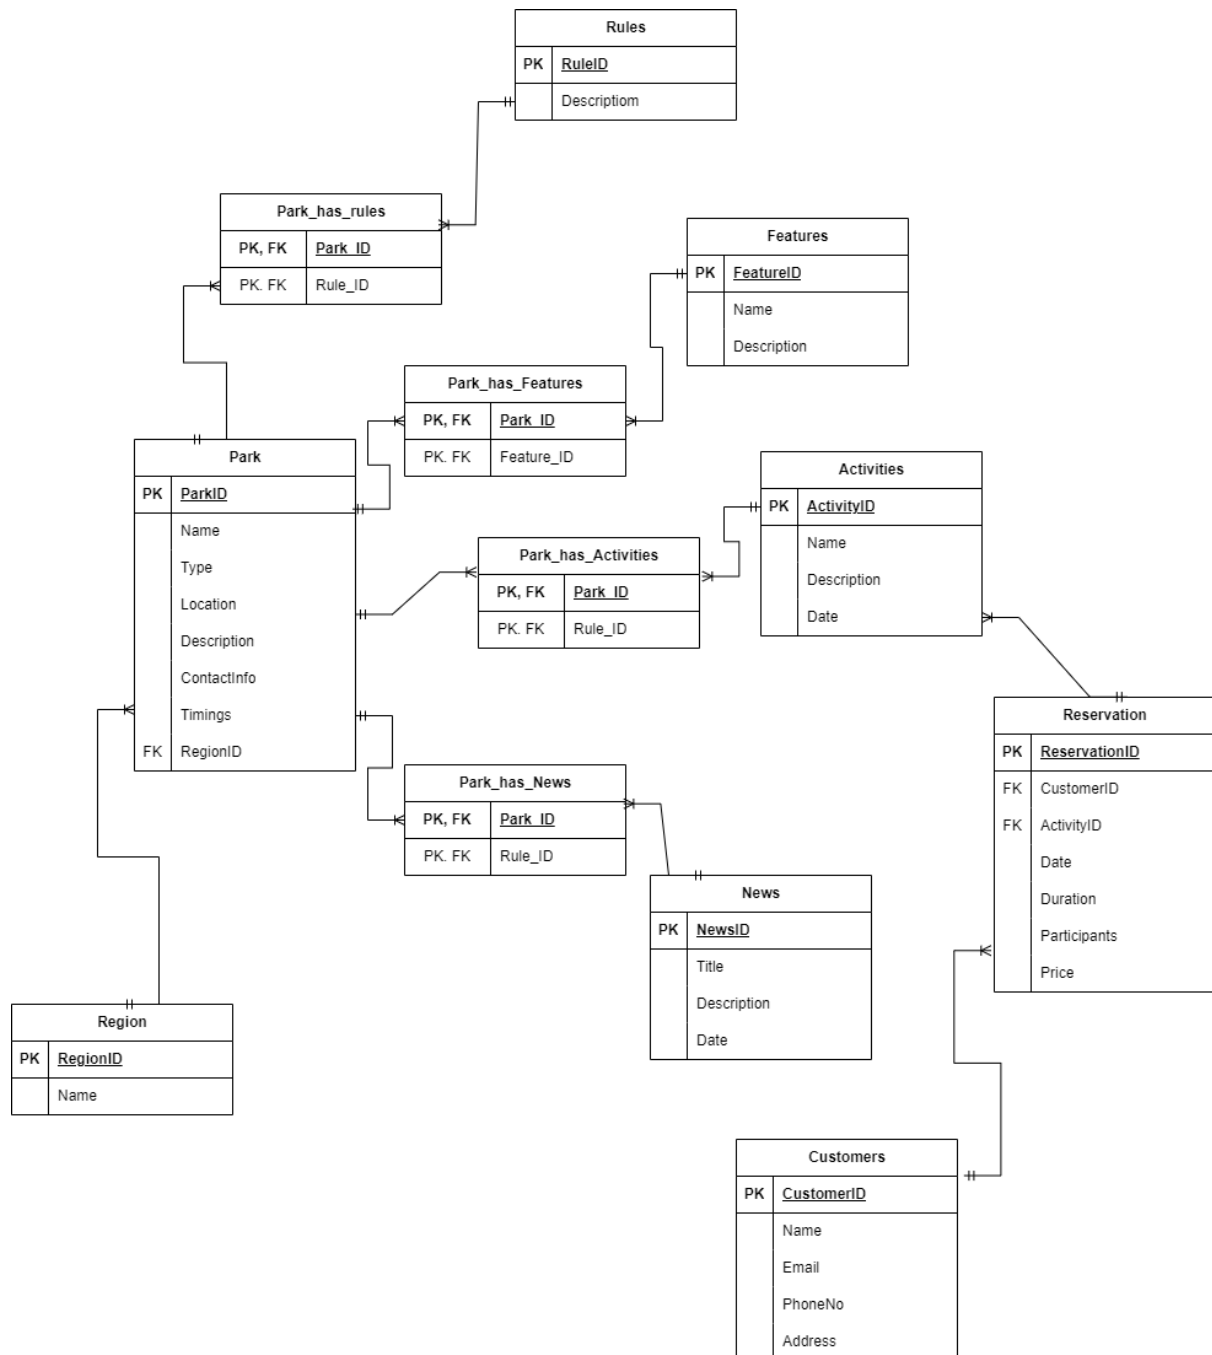 Rules
PK RuleID
Descriptiom
Park_has_rules
PK, FK Park_ID
PK. FK Rule_ID
Features
PK FeatureID
Name
Description
Park_has_Features
PK, FK Park_ID
PK. FK Feature_ID
Park
PK ParkID
Name
Type
Location
Description
ContactInfo
Timings
FK RegionID
Activities
PK ActivityID
Name
Description
Date
Park_has_Activities
PK, FK Park_ID
PK. FK Rule_ID
Reservation
PK ReservationID
FK CustomerID
FK ActivityID
Date
Duration
Participants
Price
Park_has_News
PK, FK Park_ID
PK. FK Rule_ID
News
PK NewsID
Title
Description
Date
Region
PK RegionID
Name
Customers
PK CustomerID
Name
Email
PhoneNo
Address